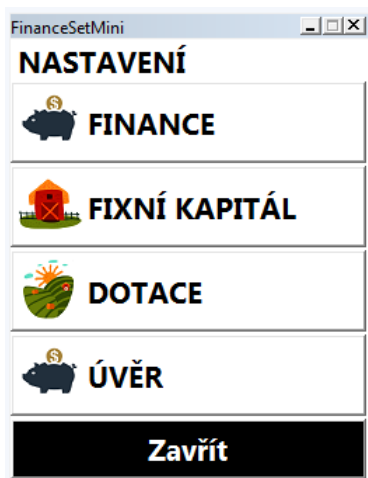 FinanceSetMini
NASTAVENÍ
FINANCE
FIXNÍ KAPITÁL
DOTACE
ÚVĚR
Zavřít